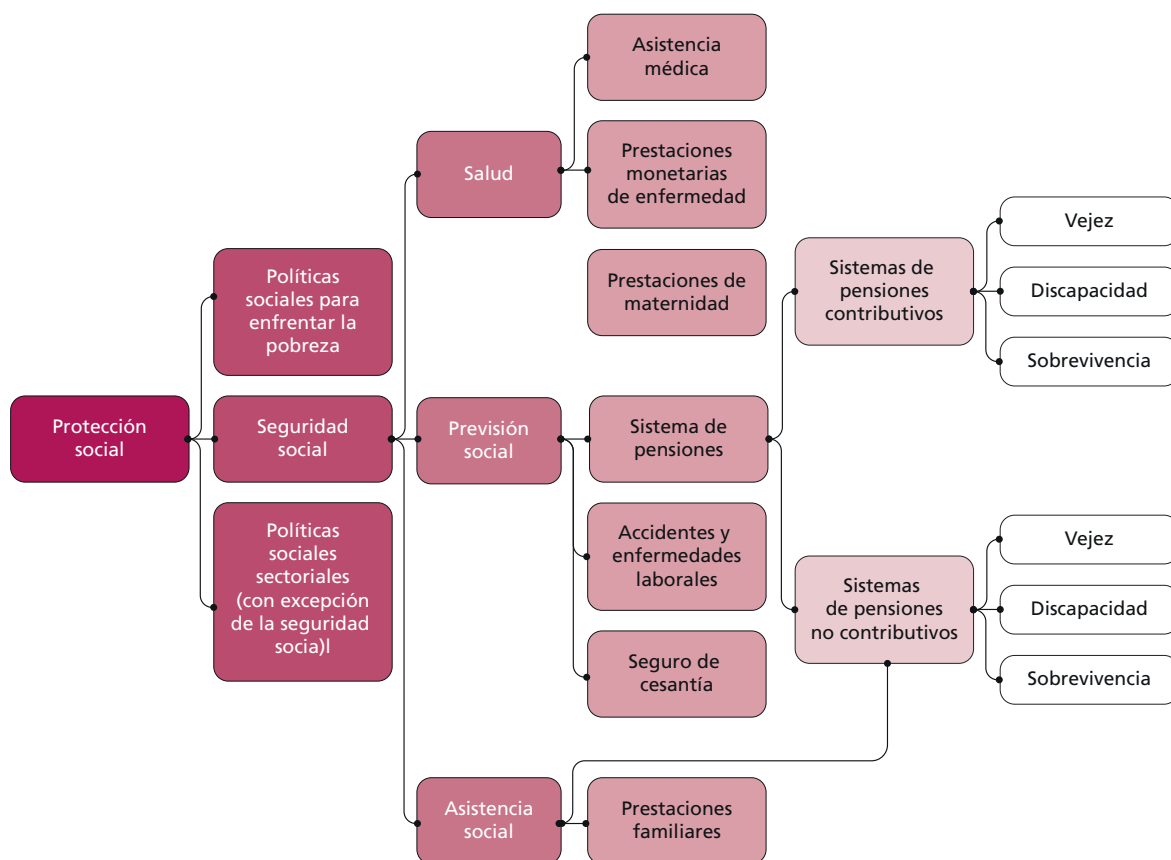 Protección
social
Políticas
sociales para
enfrentar la
pobreza
Seguridad
social
Políticas
sociales
sectoriales
(con excepción
de la seguridad
socia)l
Salud
Previsión
social
Asistencia
social
Asistencia
médica
Prestaciones
monetarias
de enfermedad
Prestaciones de
maternidad
Sistema de
pensiones
Accidentes y
enfermedades
laborales
Seguro de
cesantía
Prestaciones
familiares
Sistemas de
pensiones
contributivos
Sistemas
de pensiones
no contributivos
Vejez
Discapacidad
Sobrevivencia
Vejez
Discapacidad
Sobrevivencia